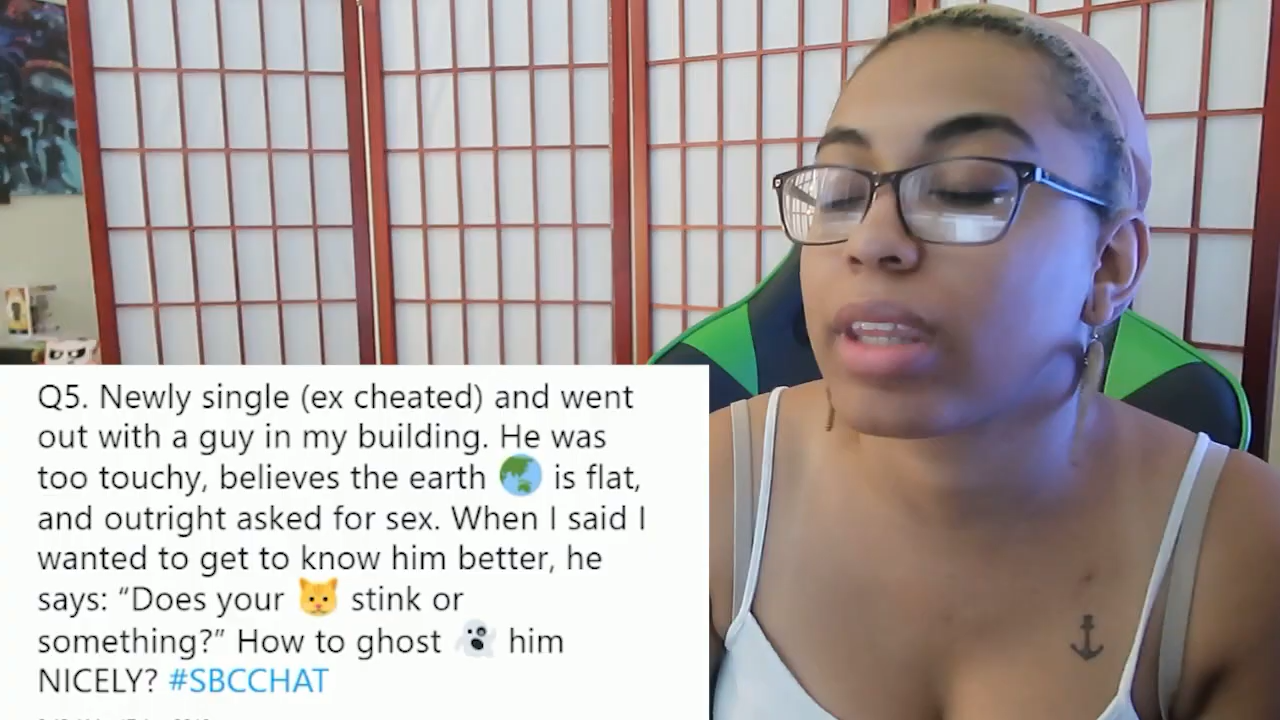 Q5. Newly single (ex cheated) and went
out with a guy in my building. He was
too touchy, believes the earth 🌏 is flat,
and outright asked for sex. When I said I
wanted to get to know him better, he
says: “Does your 🐱 stink or
something?” How to ghost 👻 him
NICELY? #SBCCHAT